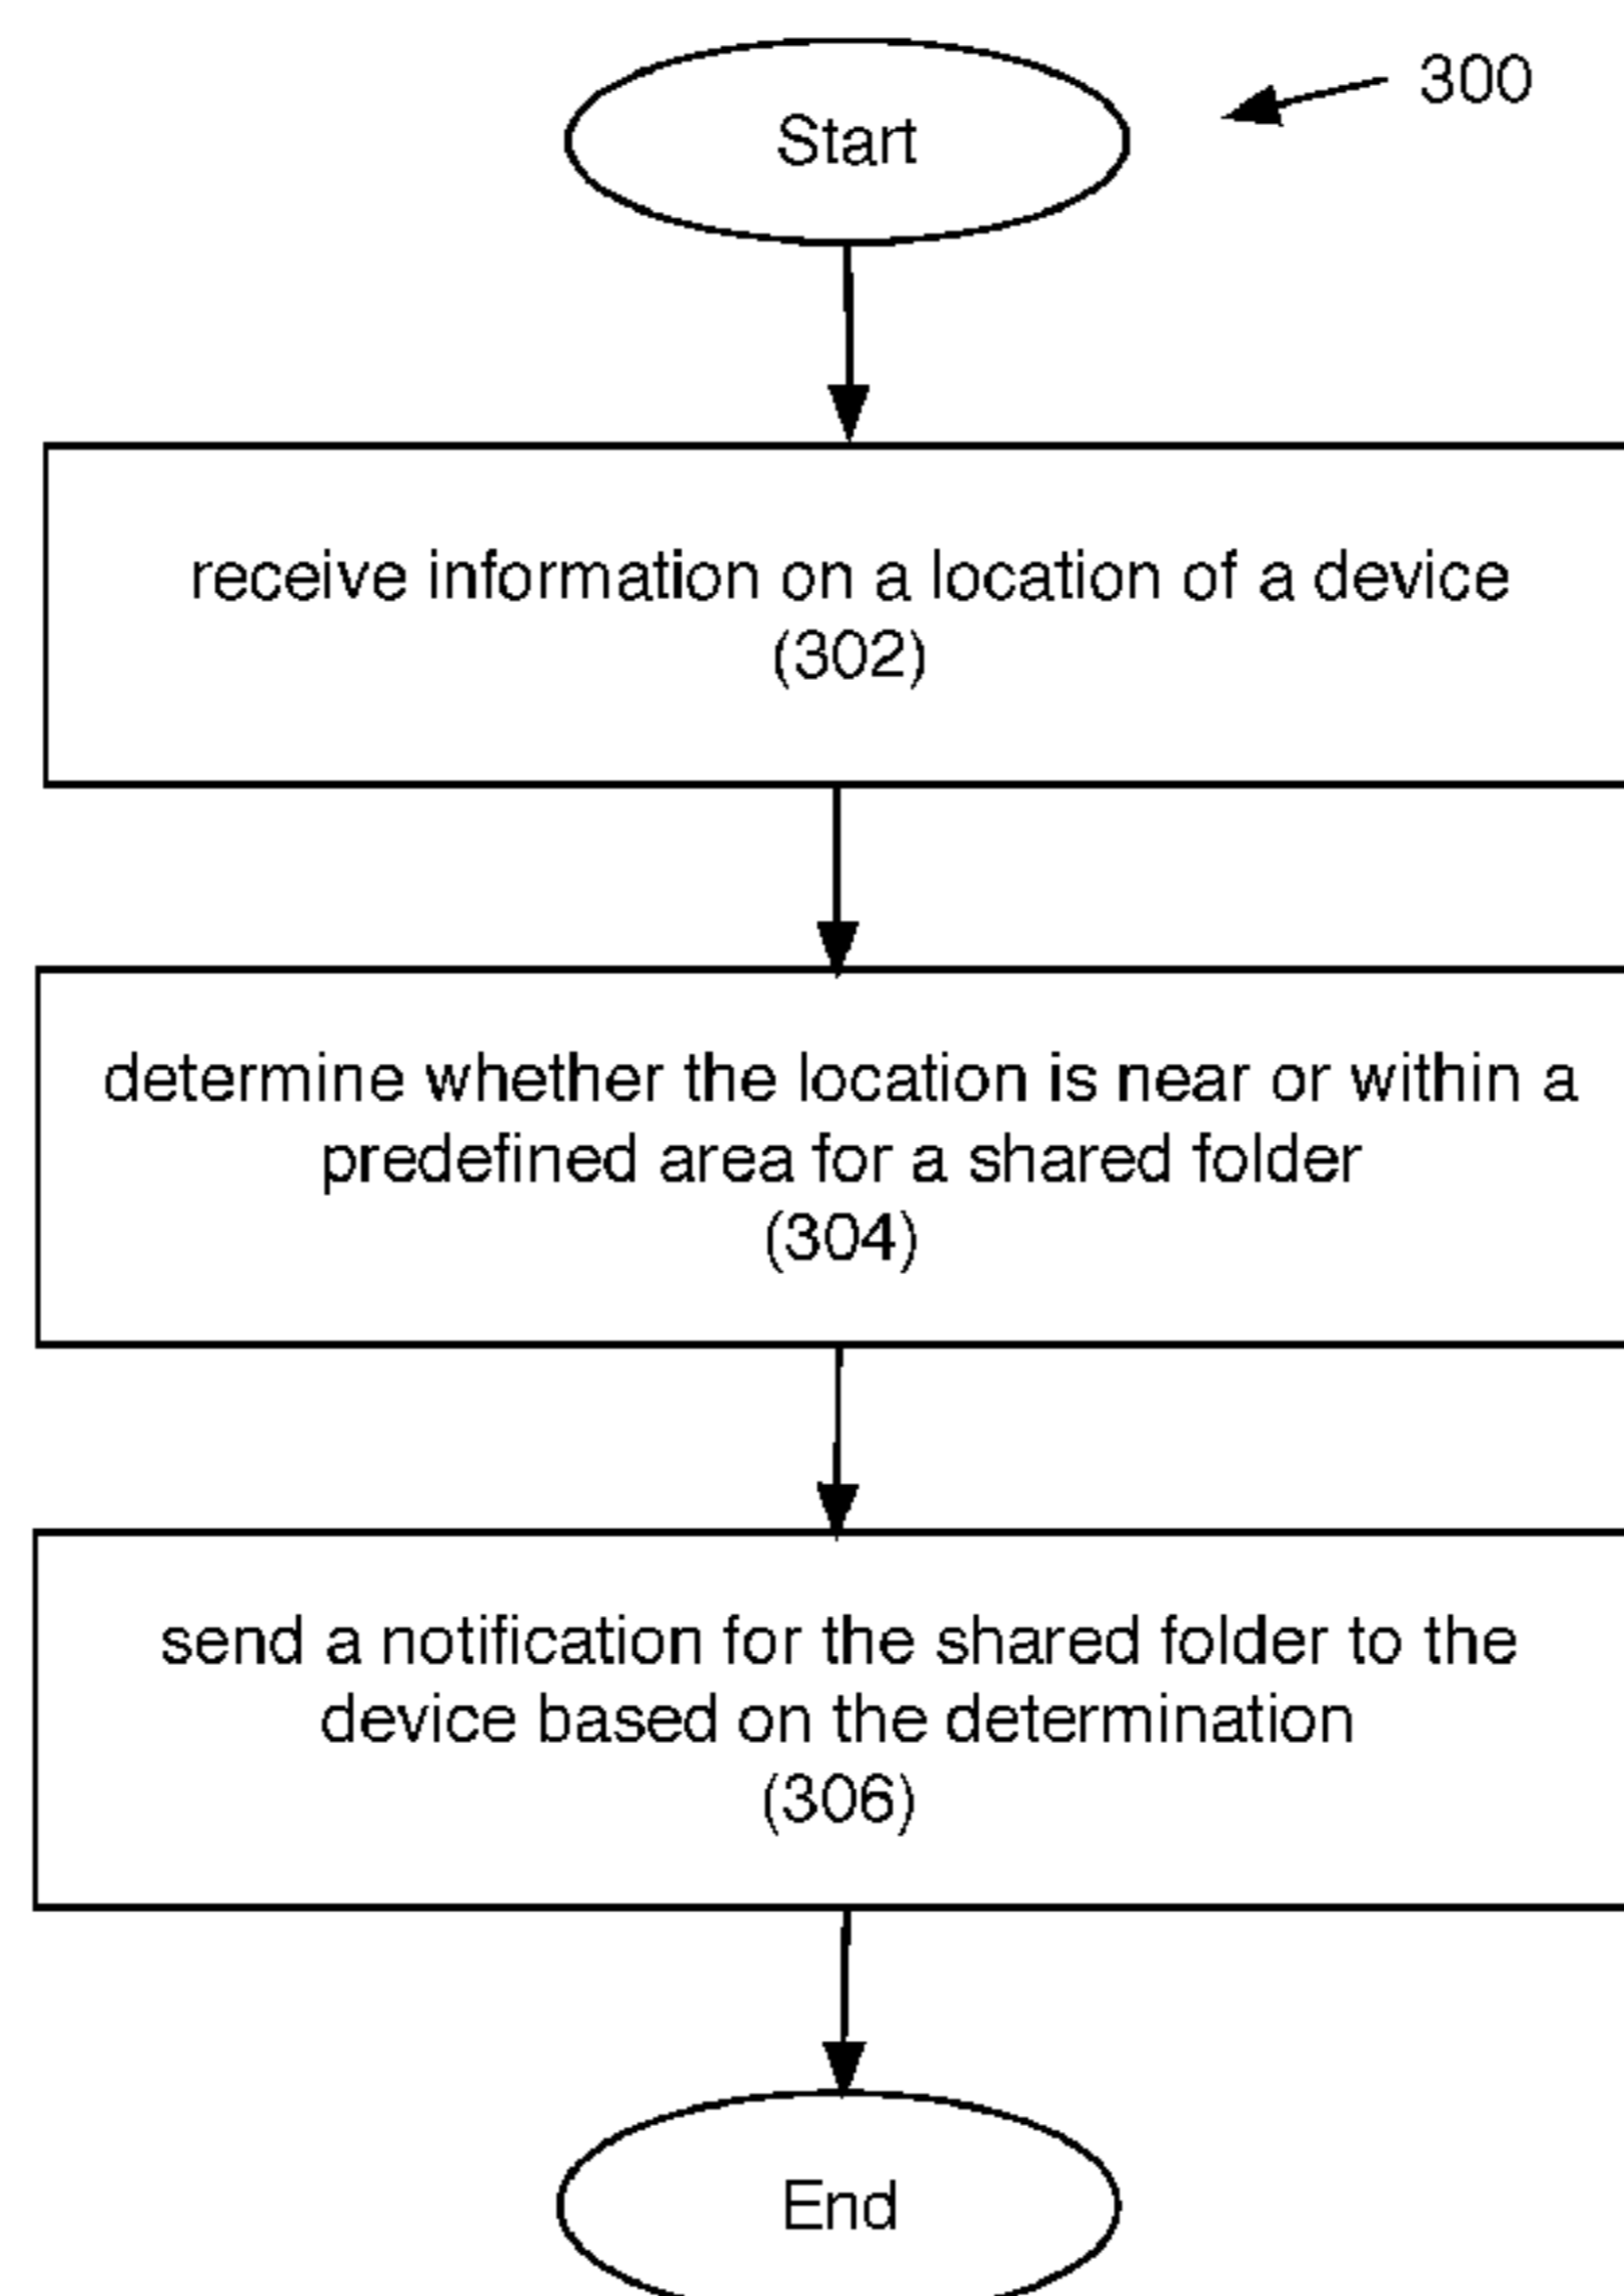 300
Start
receive information on a location of a device
(302)
determine whether the location is near or within a
predefined area for a shared folder
(304)
send a notification for the shared folder to the
device based on the determination
(306)
End